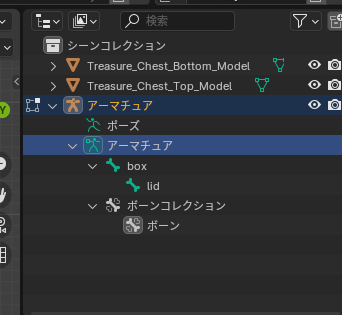 検索
シーンコレクション
Treasure_Chest_Bottom_Model
Treasure_Chest_Top_Model
アーマチュア
ポーズ
アーマチュア
box
lid
ボーンコレクション
ボーン
Y